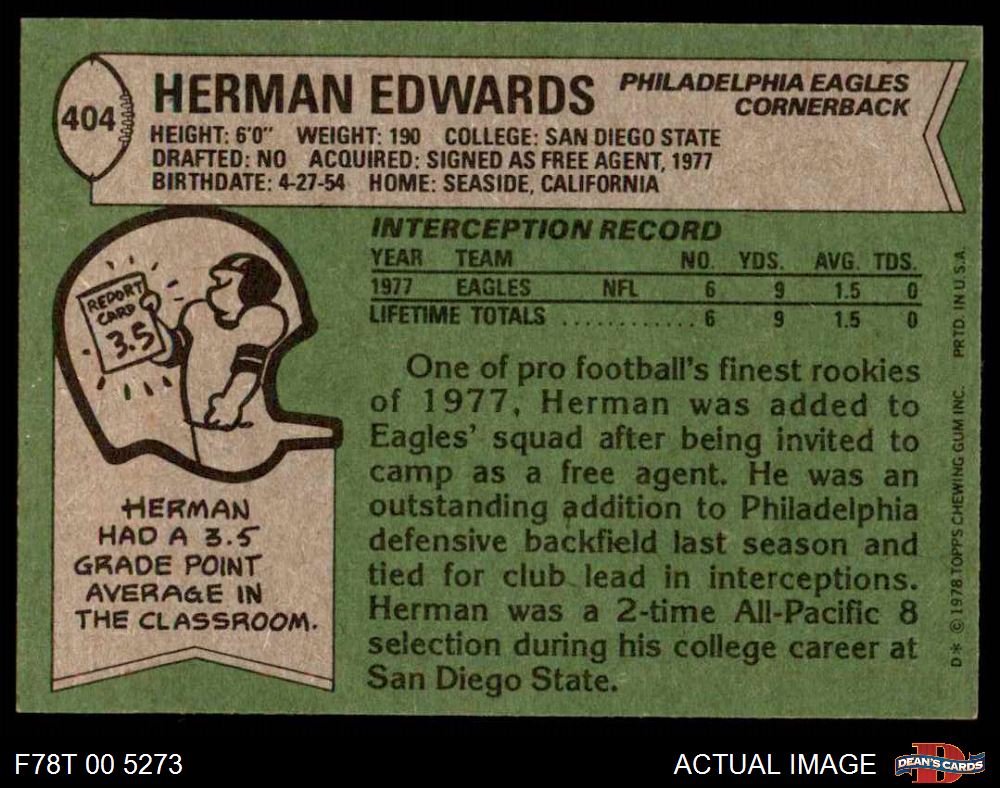 404
HERMAN EDWARDS
PHILADELPHIA EAGLES
CORNERBACK
HEIGHT: 6'0" WEIGHT: 190 COLLEGE: SAN DIEGO STATE
DRAFTED: NO ACQUIRED: SIGNED AS FREE AGENT, 1977
BIRTHDATE: 4-27-54 HOME: SEASIDE, CALIFORNIA
REPORT
CARD
3.5
HERMAN
HAD A 3.5
GRADE POINT
AVERAGE IN
THE CLASSROOM.
INTERCEPTION RECORD
YEAR TEAM NO. YDS. AVG. TDS.
1977 EAGLES NFL 6 9 1.5 0
LIFETIME TOTALS ............ 6 9 1.5 0
One of pro football's finest rookies
of 1977, Herman was added to
Eagles' squad after being invited to
camp as a free agent. He was an
outstanding addition to Philadelphia
defensive backfield last season and
tied for club lead in interceptions.
Herman was a 2-time All-Pacific 8
selection during his college career at
San Diego State.
D* © 1978 TOPPS CHEWING GUM INC. PRTD. IN U.S.A.
F78T 00 5273
ACTUAL IMAGE
DEAN'S CARDS